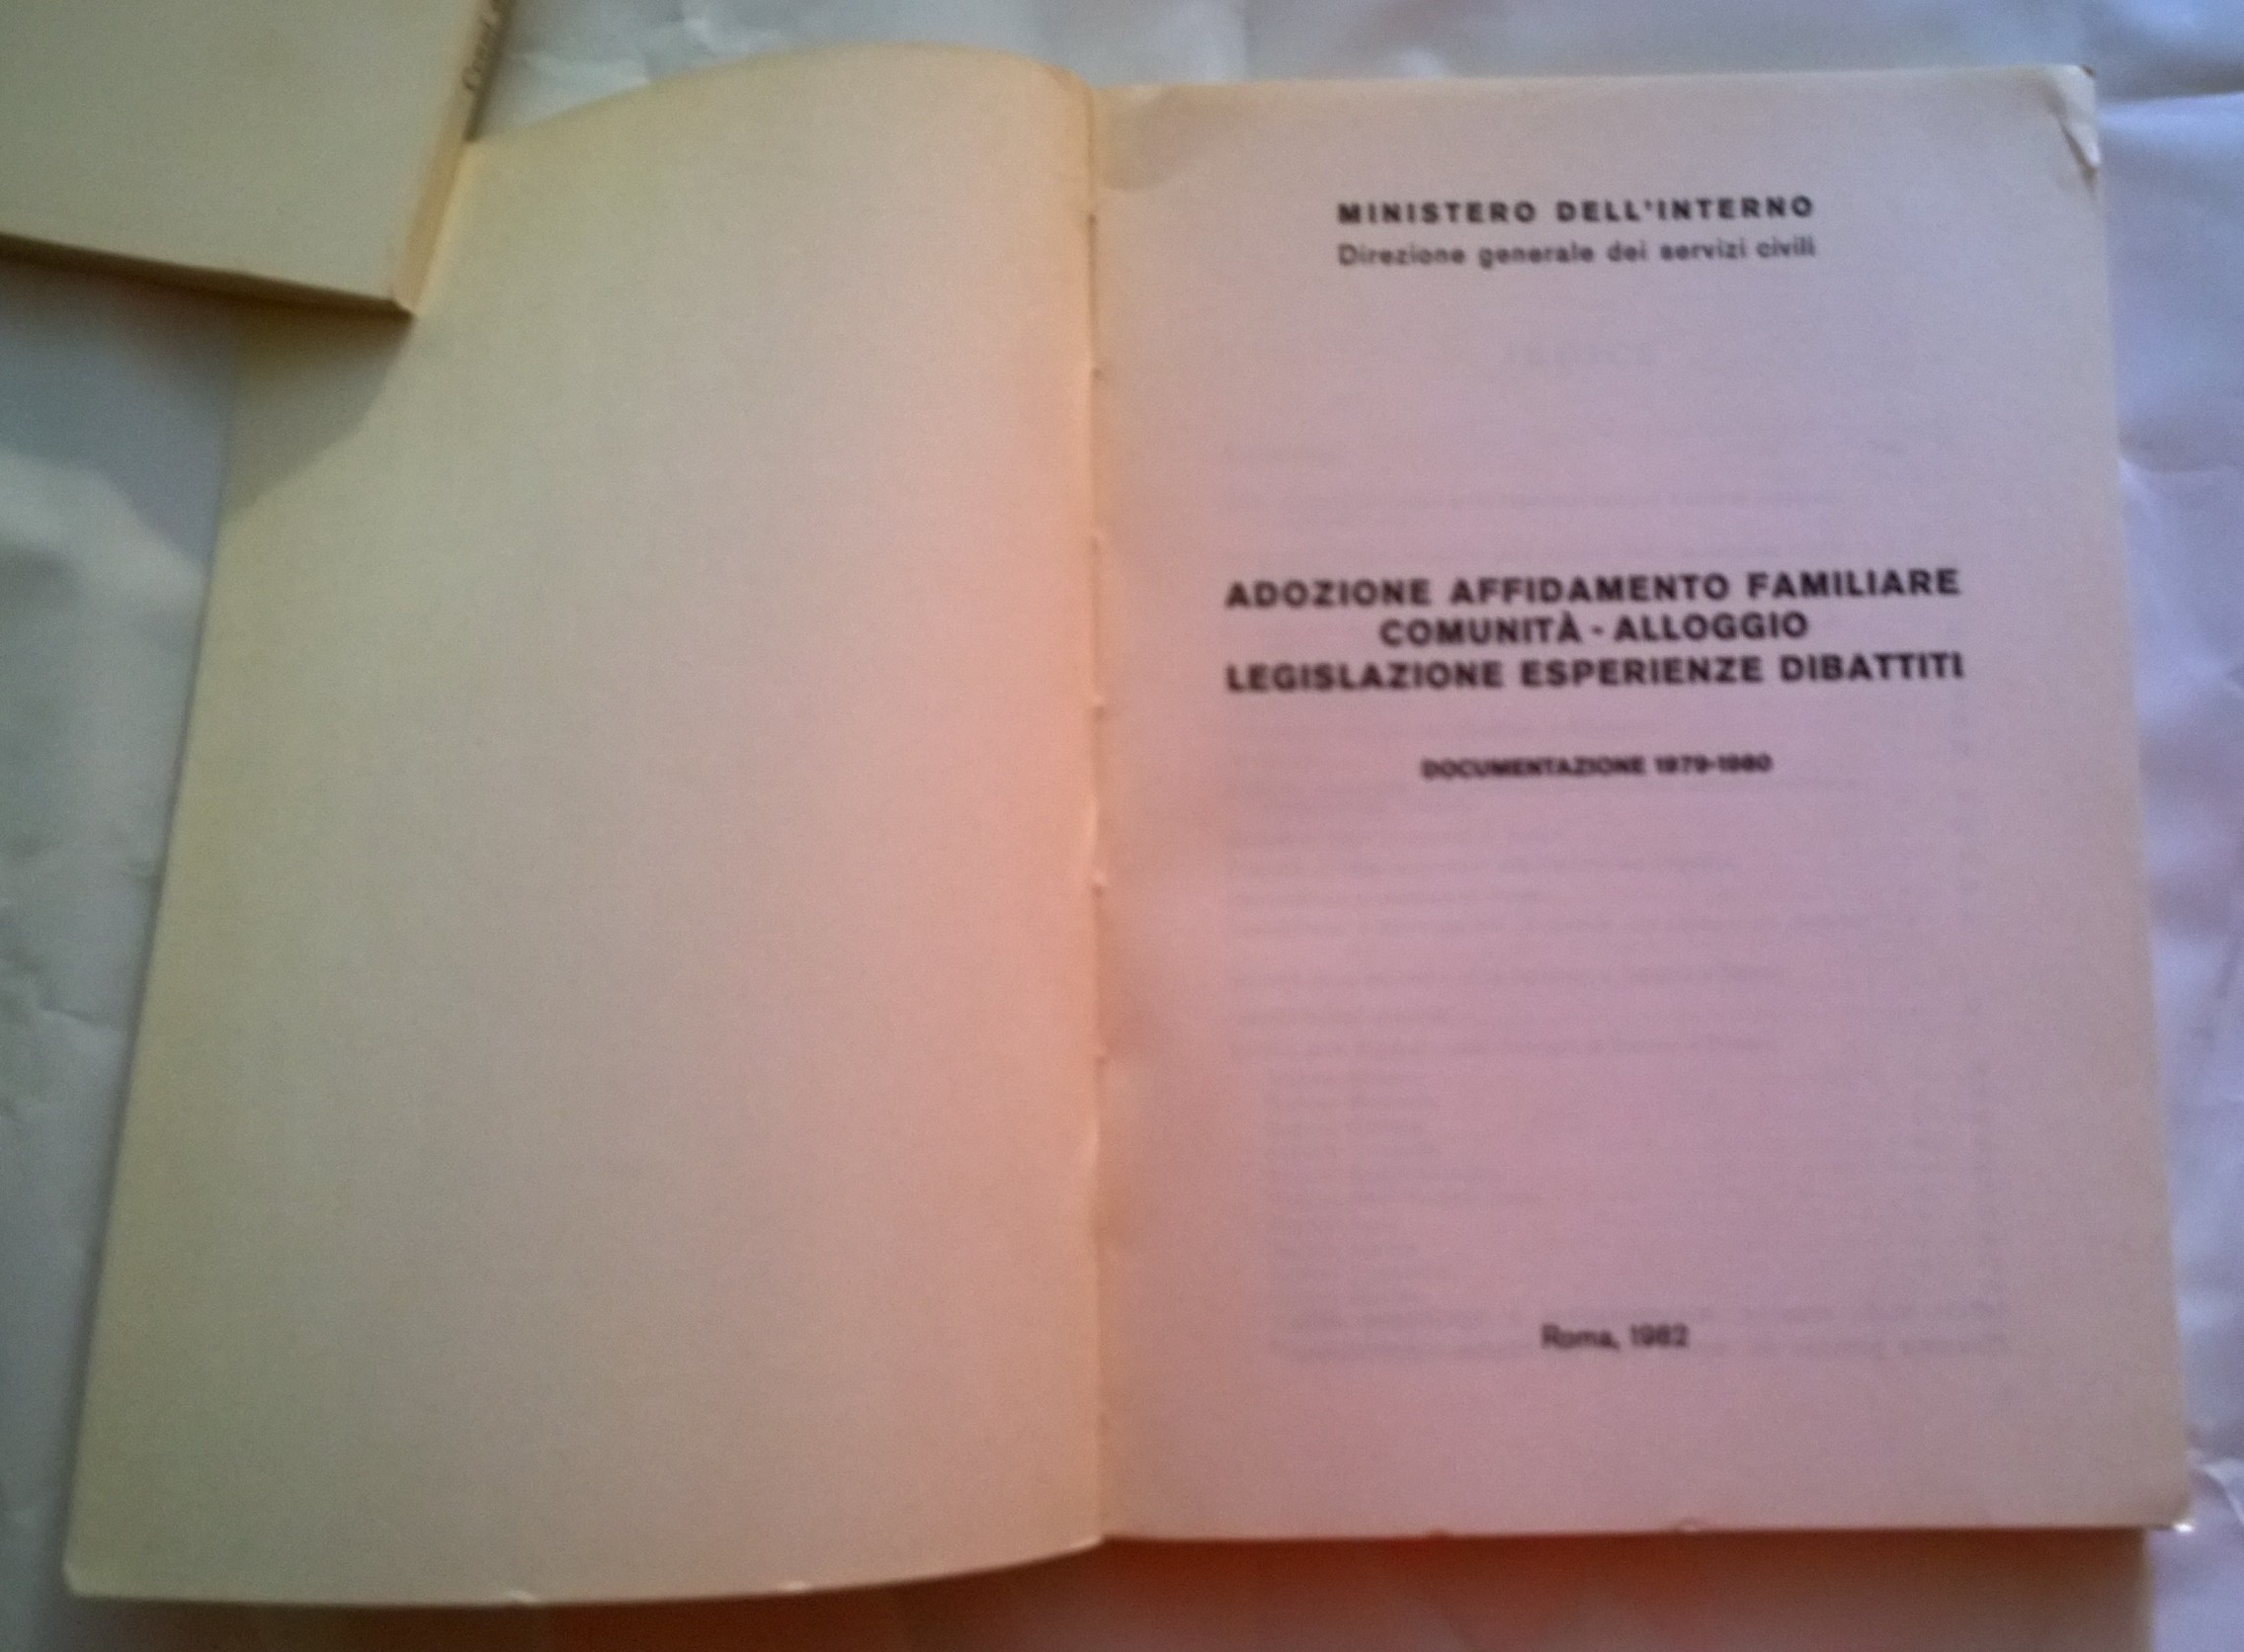 MINISTERO DELL'INTERNO
Direzione generale dei servizi civili
ADOZIONE AFFIDAMENTO FAMILIARE
COMUNITÀ - ALLOGGIO
LEGISLAZIONE ESPERIENZE DIBATTITI
DOCUMENTAZIONE 1979-1980
Roma, 1982